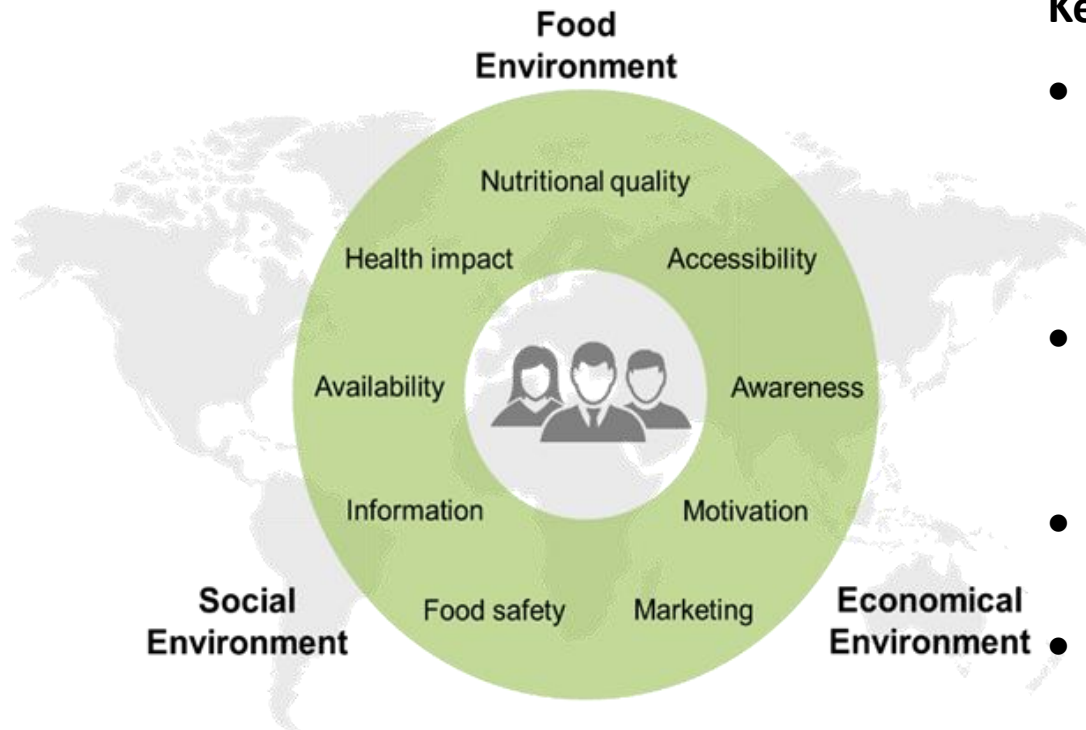 Food
Environment
Nutritional quality
Health impact
Accessibility
Availability
Awareness
Information
Motivation
Food safety
Marketing
Social
Environment
Economical
Environment
•
•
•
•